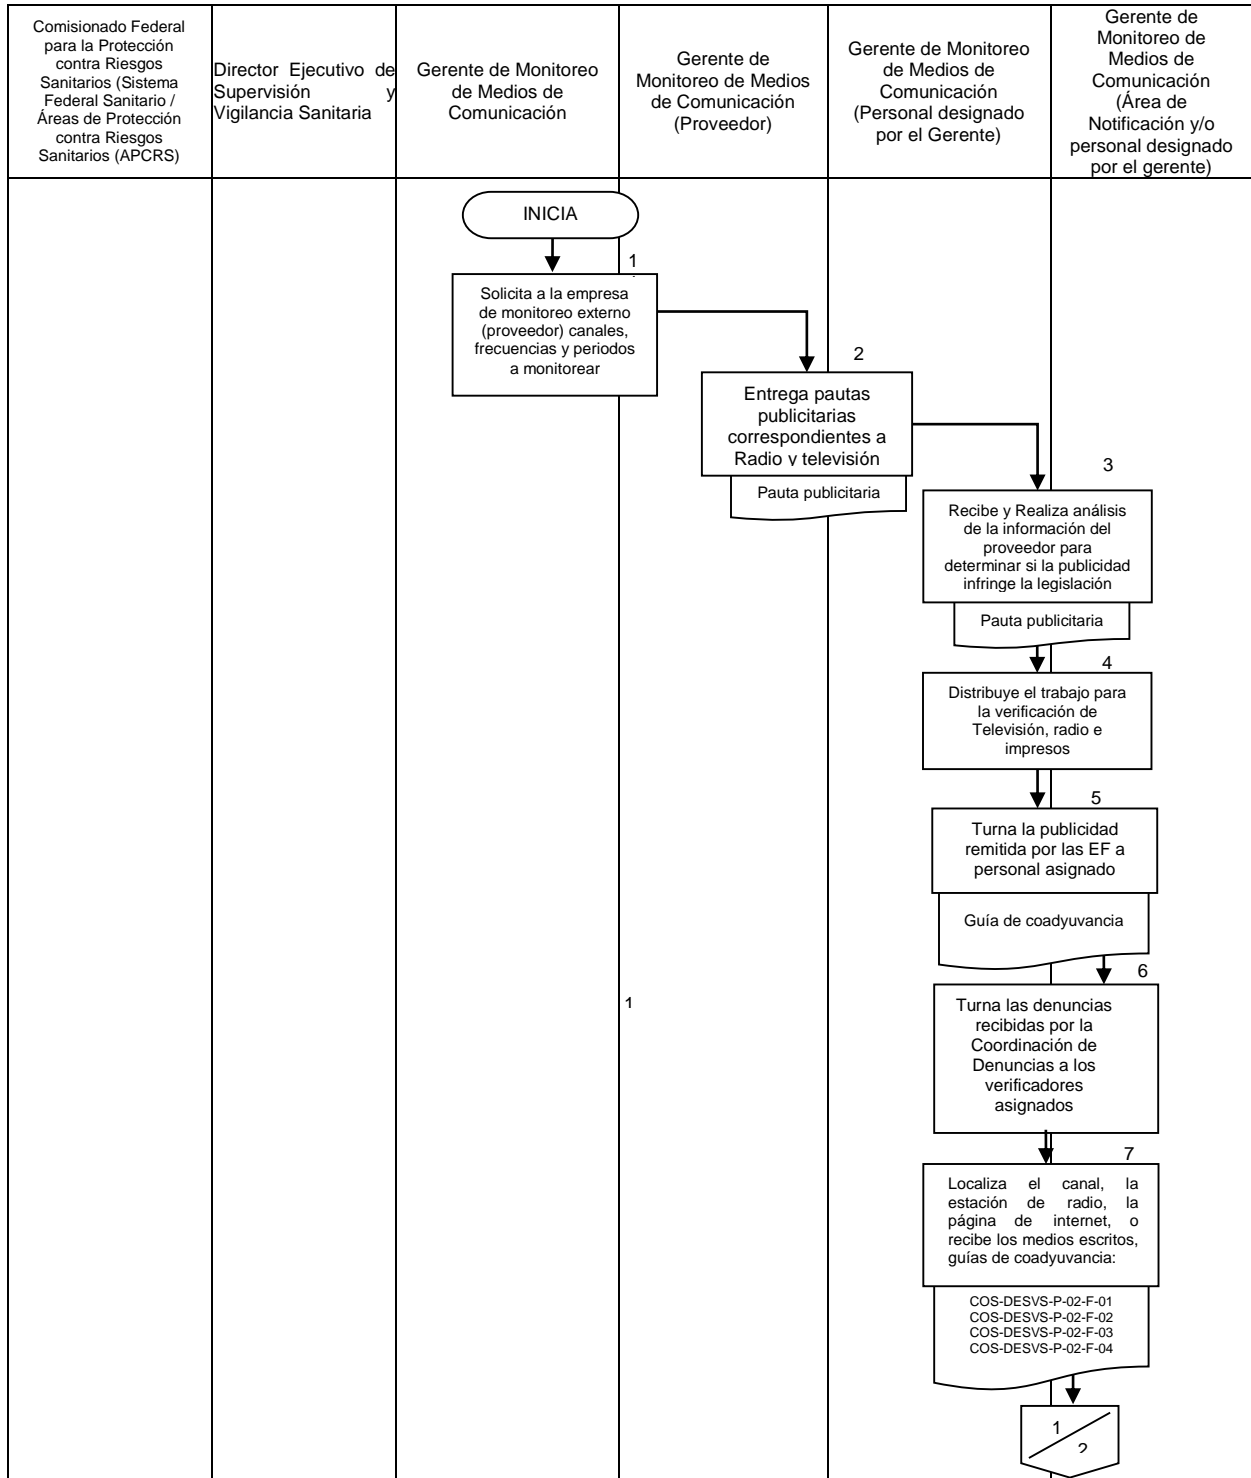 Comisionado Federal
para la Protección
contra Riesgos
Sanitarios (Sistema
Federal Sanitario /
Áreas de Protección
contra Riesgos
Sanitarios (APCRS)
Director Ejecutivo de
Supervisión y
Vigilancia Sanitaria
Gerente de Monitoreo
de Medios de
Comunicación
Gerente de
Monitoreo de Medios
de Comunicación
(Proveedor)
Gerente de Monitoreo
de Medios de
Comunicación
(Personal designado
por el Gerente)
Gerente de
Monitoreo de
Medios de
Comunicación
(Área de
Notificación y/o
personal designado
por el gerente)
INICIA
1
Solicita a la empresa
de monitoreo externo
(proveedor) canales,
frecuencias y periodos
a monitorear
2
Entrega pautas
publicitarias
correspondientes a
Radio y televisión
Pauta publicitaria
3
Recibe y Realiza análisis
de la información del
proveedor para
determinar si la publicidad
infringe la legislación
Pauta publicitaria
4
Distribuye el trabajo para
la verificación de
Televisión, radio e
impresos
5
Turna la publicidad
remitida por las EF a
personal asignado
Guía de coadyuvancia
6
1
Turna las denuncias
recibidas por la
Coordinación de
Denuncias a los
verificadores
asignados
7
Localiza el canal, la
estación de radio, la
página de internet, o
recibe los medios escritos,
guías de coadyuvancia:
COS-DESVS-P-02-F-01
COS-DESVS-P-02-F-02
COS-DESVS-P-02-F-03
COS-DESVS-P-02-F-04
1
2